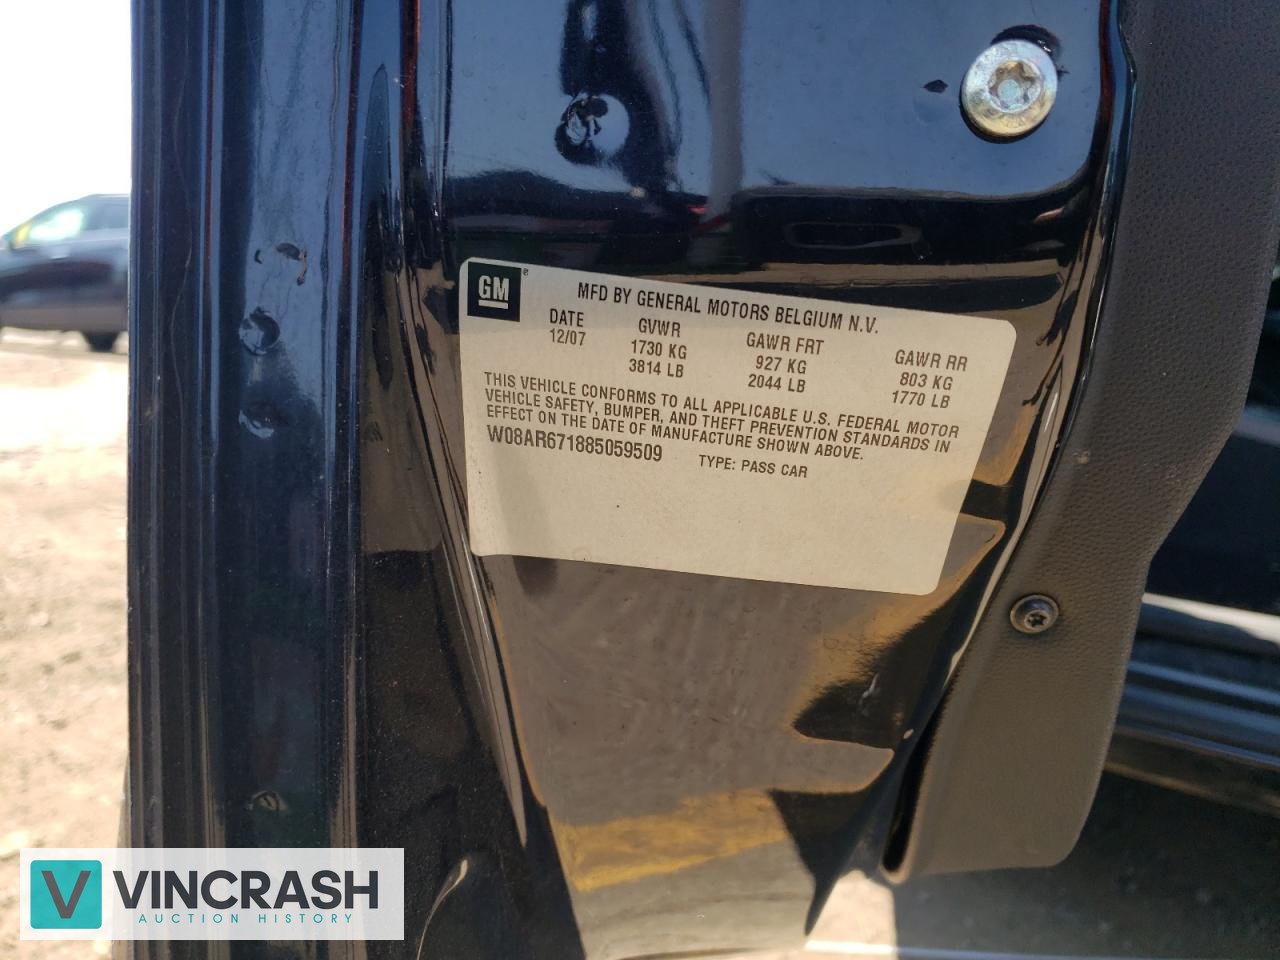 GM
MFD BY GENERAL MOTORS BELGIUM N.V.
DATE GVWR GAWR FRT GAWR RR
12/07 1730 KG 927 KG 803 KG
3814 LB 2044 LB 1770 LB
THIS VEHICLE CONFORMS TO ALL APPLICABLE U.S. FEDERAL MOTOR
VEHICLE SAFETY, BUMPER, AND THEFT PREVENTION STANDARDS IN
EFFECT ON THE DATE OF MANUFACTURE SHOWN ABOVE.
W08AR671885059509 TYPE: PASS CAR
V VINCRASH
AUCTION HISTORY